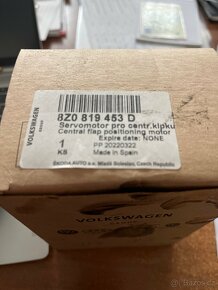 VOLKSWAGEN
8Z0 819 453 D
Servomotor pro centr.klpku
Central flap positioning motor
Expire date: NONE
1
KS
PP 20220322
Made in Spain
ŠKODA AUTO a.s. Mladá Boleslav, Czech Republic
VOLKSWAGEN